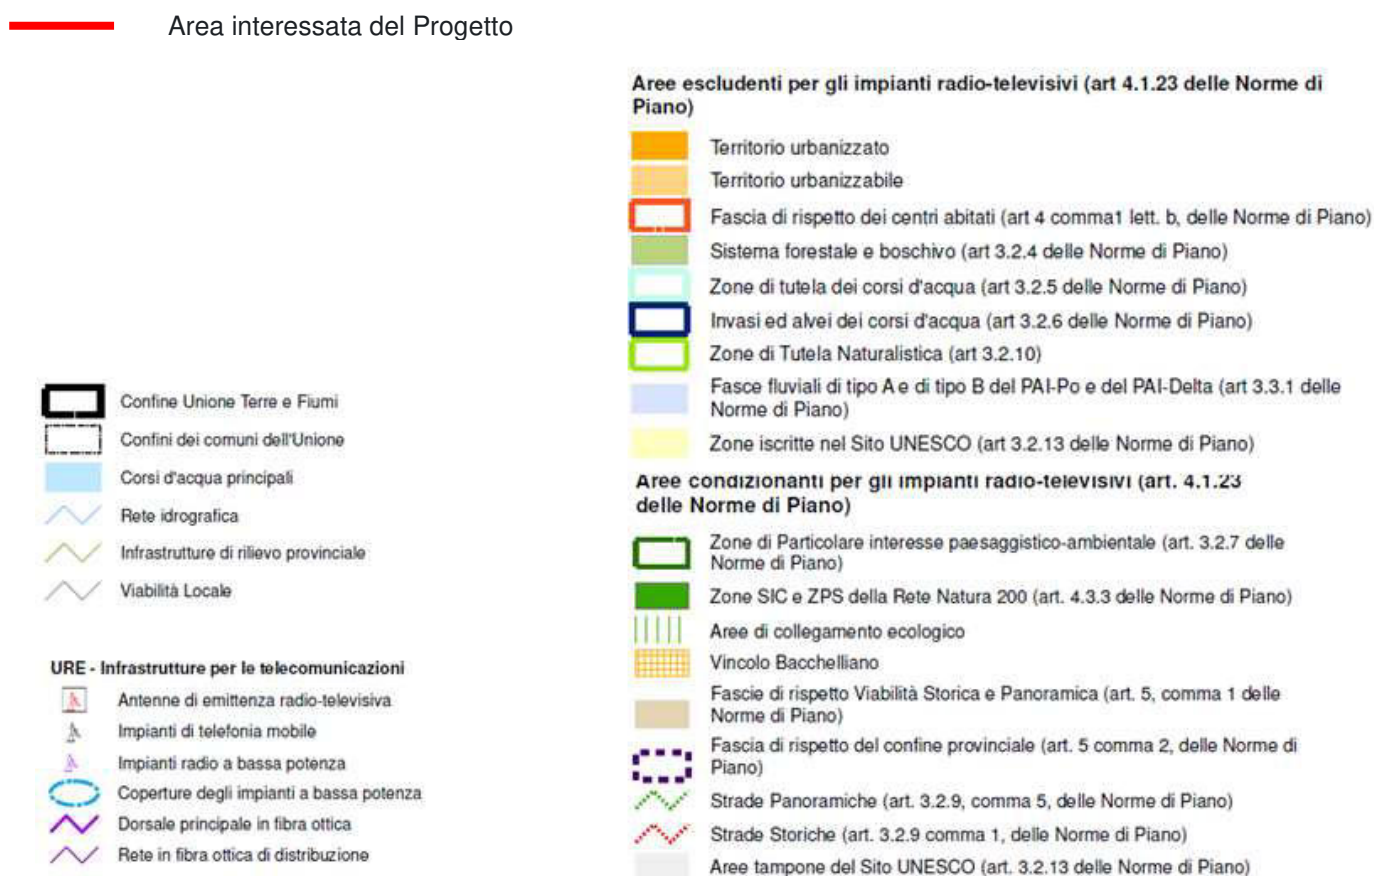 Area interessata del Progetto
Aree escludenti per gli impianti radio-televisivi (art 4.1.23 delle Norme di
Piano)
Territorio urbanizzato
Territorio urbanizzabile
Fascia di rispetto dei centri abitati (art 4 comma1 lett. b, delle Norme di Piano)
Sistema forestale e boschivo (art 3.2.4 delle Norme di Piano)
Zone di tutela dei corsi d'acqua (art 3.2.5 delle Norme di Piano)
Invasi ed alvei dei corsi d'acqua (art 3.2.6 delle Norme di Piano)
Zone di Tutela Naturalistica (art 3.2.10)
Fasce fluviali di tipo A e di tipo B del PAI-Po e del PAI-Delta (art 3.3.1 delle
Norme di Piano)
Zone iscritte nel Sito UNESCO (art 3.2.13 delle Norme di Piano)
Aree condizionanti per gli impianti radio-televisivi (art. 4.1.23
delle Norme di Piano)
Zone di Particolare interesse paesaggistico-ambientale (art. 3.2.7 delle
Norme di Piano)
Zone SIC e ZPS della Rete Natura 200 (art. 4.3.3 delle Norme di Piano)
Aree di collegamento ecologico
Vincolo Bacchelliano
Fascie di rispetto Viabilità Storica e Panoramica (art. 5, comma 1 delle
Norme di Piano)
Fascia di rispetto del confine provinciale (art. 5 comma 2, delle Norme di
Piano)
Strade Panoramiche (art. 3.2.9, comma 5, delle Norme di Piano)
Strade Storiche (art. 3.2.9 comma 1, delle Norme di Piano)
Aree tampone del Sito UNESCO (art. 3.2.13 delle Norme di Piano)
Confine Unione Terre e Fiumi
Confini dei comuni dell'Unione
Corsi d'acqua principali
Rete idrografica
Infrastrutture di rilievo provinciale
Viabilità Locale
URE - Infrastrutture per le telecomunicazioni
Antenne di emittenza radio-televisiva
Impianti di telefonia mobile
Impianti radio a bassa potenza
Coperture degli impianti a bassa potenza
Dorsale principale in fibra ottica
Rete in fibra ottica di distribuzione